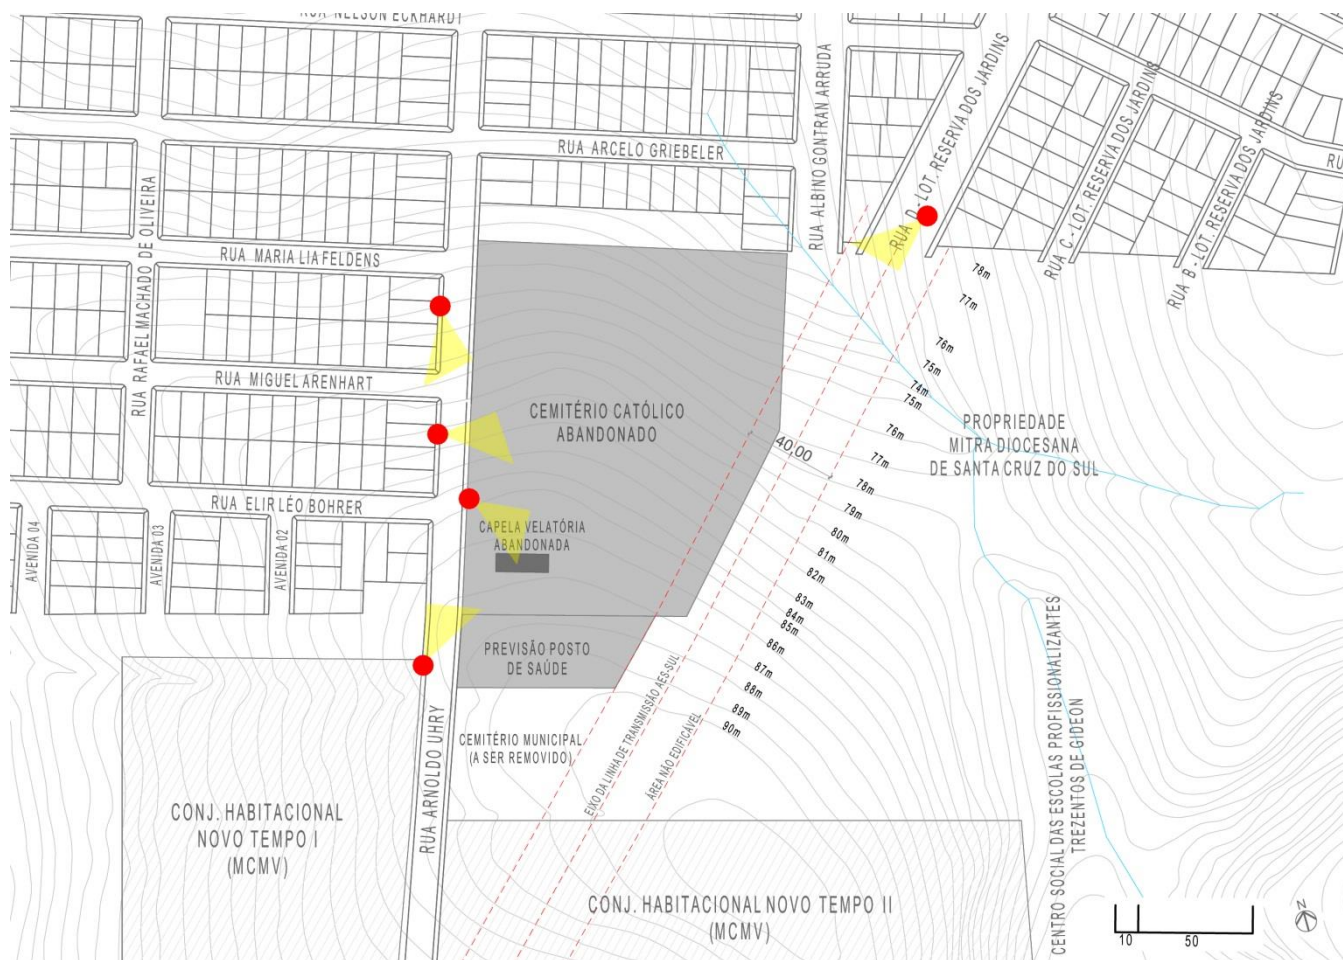 RUA NELSON ECKHARDT
RUA ARCELO GRIEBELER
RUA ALBINO GONTRAN ARRUDA
RUA D - LOT. RESERVA DOS JARDINS
RUA C - LOT. RESERVA DOS JARDINS
RUA B - LOT. RESERVA DOS JARDINS
RU
RUA RAFAEL MACHADO DE OLIVEIRA
RUA MARIA LIA FELDENS
RUA MIGUEL ARENHART
RUA ELIR LÉO BOHRER
AVENIDA 04
AVENIDA 03
AVENIDA 02
CEMITÉRIO CATÓLICO
ABANDONADO
CAPELA VELATÓRIA
ABANDONADA
PREVISÃO POSTO
DE SAÚDE
CEMITÉRIO MUNICIPAL
(A SER REMOVIDO)
40,00
78m
77m
76m
75m
74m
75m
76m
77m
78m
79m
80m
81m
82m
83m
84m
85m
86m
87m
88m
89m
90m
PROPRIEDADE
MITRA DIOCESANA
DE SANTA CRUZ DO SUL
EIXO DA LINHA DE TRANSMISSÃO AES-SUL
ÁREA NÃO EDIFICÁVEL
RUA ARNOLDO UHRY
CONJ. HABITACIONAL
NOVO TEMPO I
(MCMV)
CONJ. HABITACIONAL NOVO TEMPO II
(MCMV)
CENTRO SOCIAL DAS ESCOLAS PROFISSIONALIZANTES
TREZENTOS DE GIDEON
10
50
N